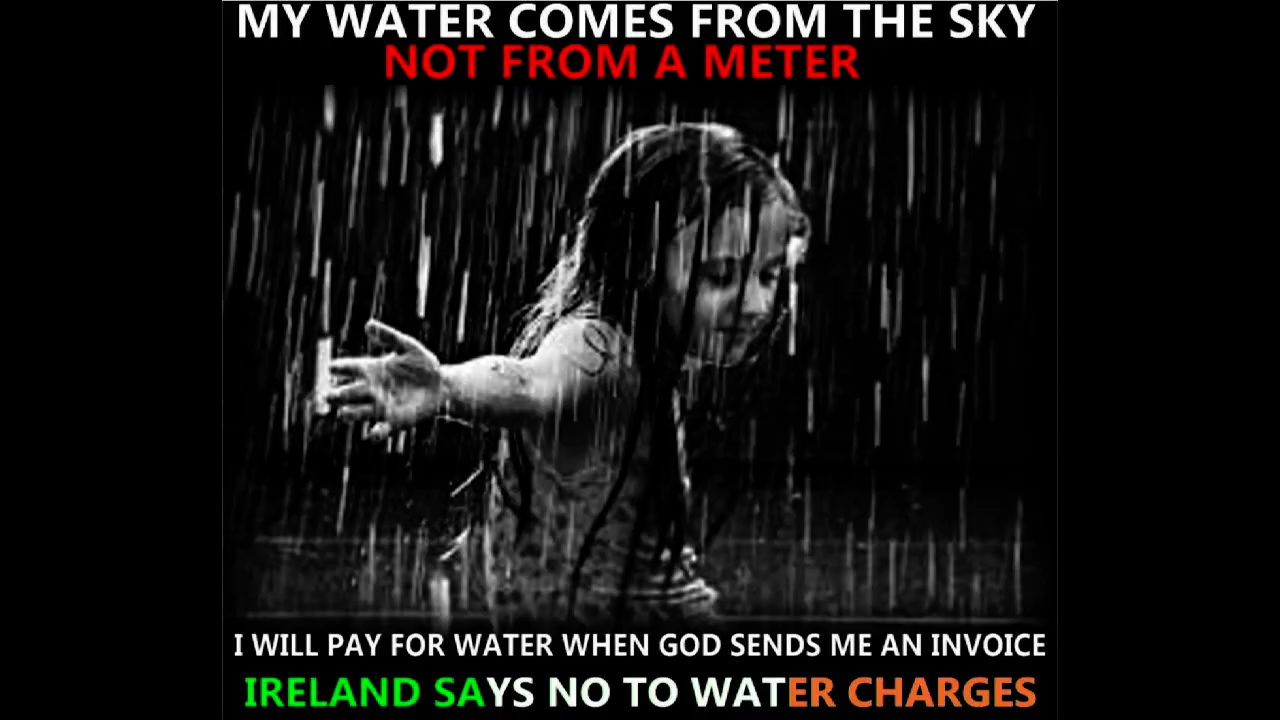 MY WATER COMES FROM THE SKY
NOT FROM A METER
I WILL PAY FOR WATER WHEN GOD SENDS ME AN INVOICE
IRELAND SAYS NO TO WATER CHARGES